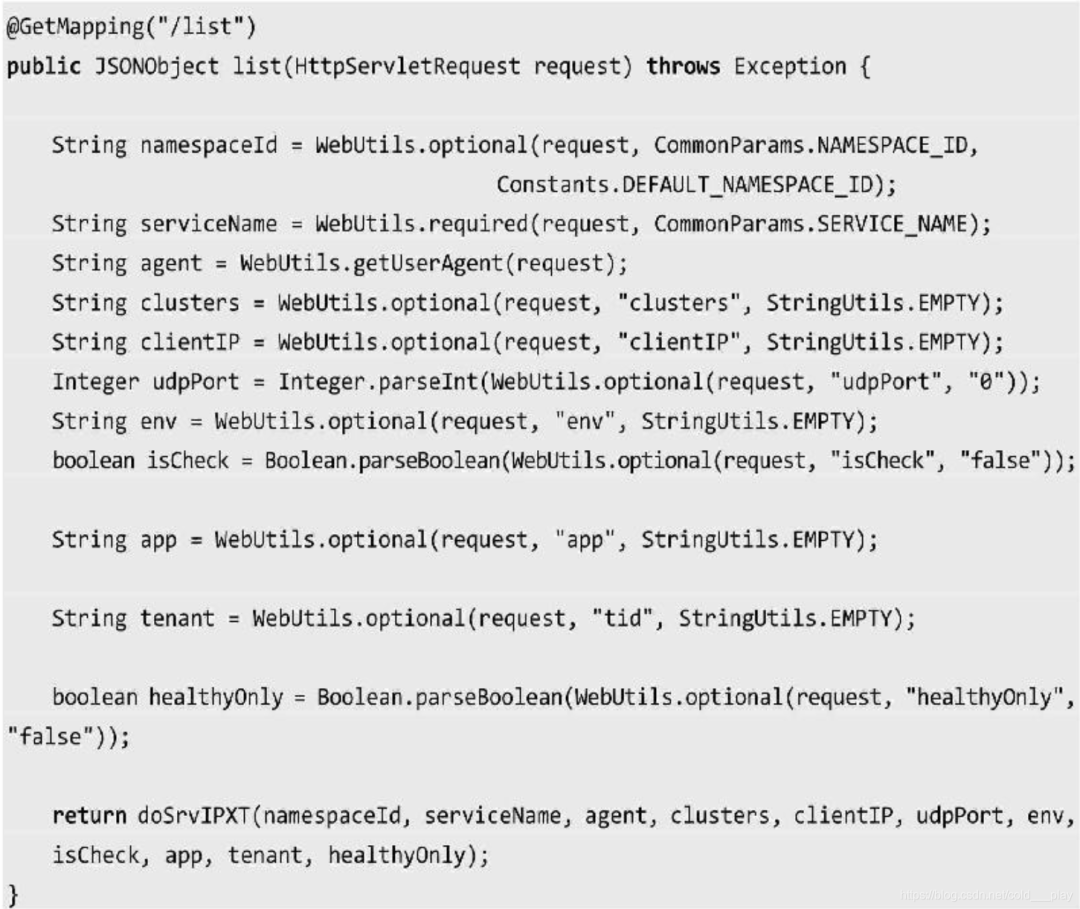 @GetMapping("/list")
public JSONObject list(HttpServletRequest request) throws Exception {
String namespaceId = WebUtils.optional(request, CommonParams.NAMESPACE_ID,
Constants.DEFAULT_NAMESPACE_ID);
String serviceName = WebUtils.required(request, CommonParams.SERVICE_NAME);
String agent = WebUtils.getUserAgent(request);
String clusters = WebUtils.optional(request, "clusters", StringUtils.EMPTY);
String clientIP = WebUtils.optional(request, "clientIP", StringUtils.EMPTY);
Integer udpPort = Integer.parseInt(WebUtils.optional(request, "udpPort", "0"));
String env = WebUtils.optional(request, "env", StringUtils.EMPTY);
boolean isCheck = Boolean.parseBoolean(WebUtils.optional(request, "isCheck", "false"));
String app = WebUtils.optional(request, "app", StringUtils.EMPTY);
String tenant = WebUtils.optional(request, "tid", StringUtils.EMPTY);
boolean healthyOnly = Boolean.parseBoolean(WebUtils.optional(request, "healthyOnly",
"false"));
return doSrvIPXT(namespaceId, serviceName, agent, clusters, clientIP, udpPort, env,
isCheck, app, tenant, healthyOnly);
}